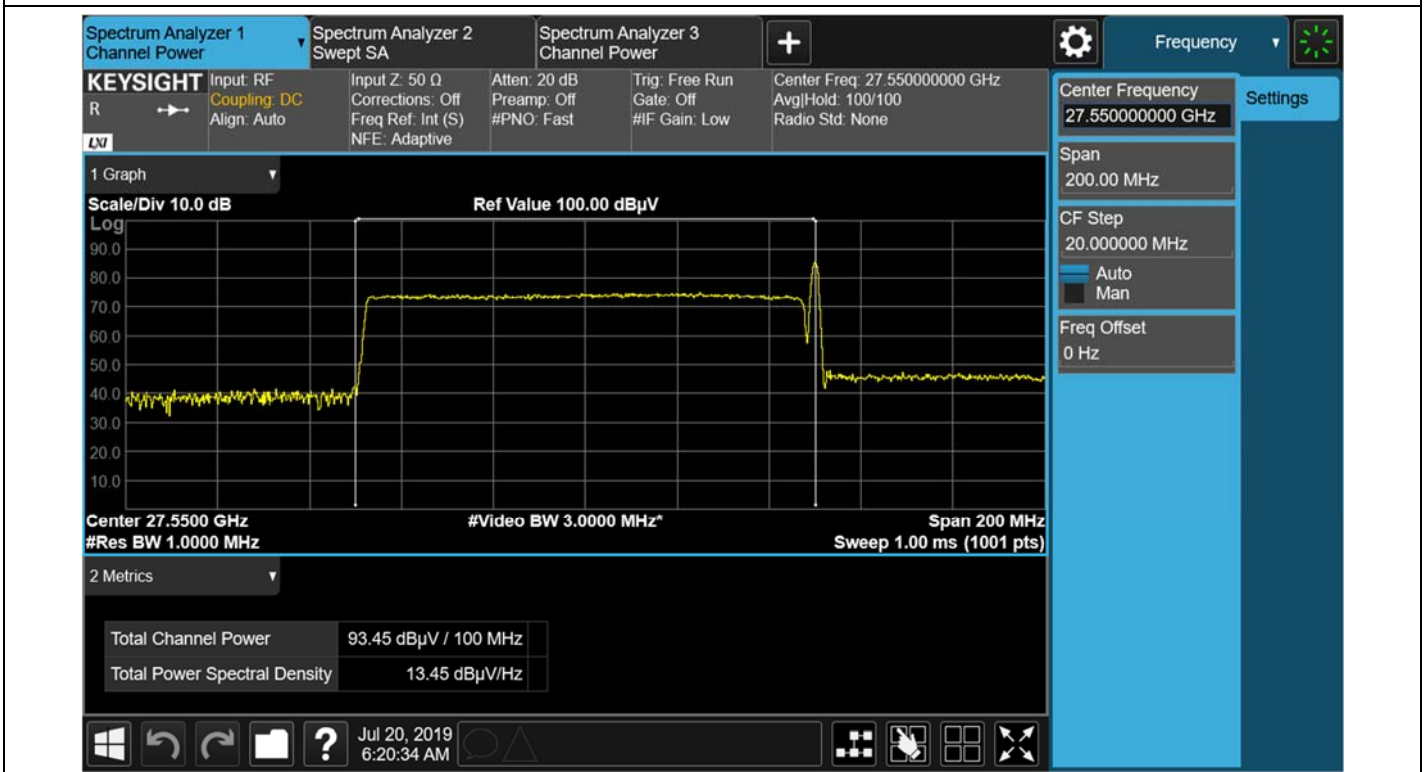 Spectrum Analyzer 1
Channel Power
Spectrum Analyzer 2
Swept SA
Spectrum Analyzer 3
Channel Power
Frequency
KEYSIGHT
R
LXI
Input: RF
Coupling: DC
Align: Auto
Input Z: 50 Ω
Corrections: Off
Freq Ref: Int (S)
NFE: Adaptive
Atten: 20 dB
Preamp: Off
#PNO: Fast
Trig: Free Run
Gate: Off
#IF Gain: Low
Center Freq: 27.550000000 GHz
Avg|Hold: 100/100
Radio Std: None
Center Frequency
27.550000000 GHz
Settings
Span
200.00 MHz
CF Step
20.000000 MHz
Auto
Man
Freq Offset
0 Hz
1 Graph
Scale/Div 10.0 dB
Ref Value 100.00 dBµV
Log
90.0
80.0
70.0
60.0
50.0
40.0
30.0
20.0
10.0
Center 27.5500 GHz
#Video BW 3.0000 MHz*
Span 200 MHz
#Res BW 1.0000 MHz
Sweep 1.00 ms (1001 pts)
2 Metrics
Total Channel Power 93.45 dBµV / 100 MHz
Total Power Spectral Density 13.45 dBµV/Hz
?
Jul 20, 2019
6:20:34 AM